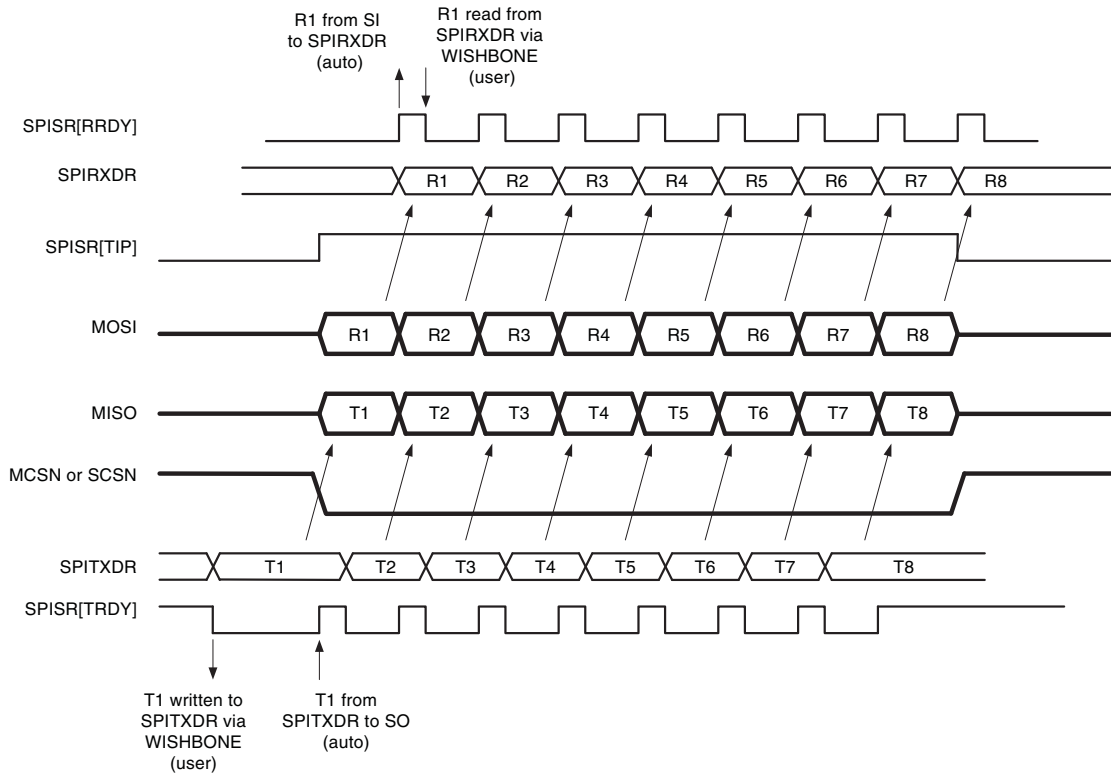 R1 from SI
to SPIRXDR
(auto)
R1 read from
SPIRXDR via
WISHBONE
(user)
SPISR[RRDY]
SPIRXDR
R1 R2 R3 R4 R5 R6 R7 R8
SPISR[TIP]
MOSI
R1 R2 R3 R4 R5 R6 R7 R8
MISO
T1 T2 T3 T4 T5 T6 T7 T8
MCSN or SCSN
SPITXDR
T1 T2 T3 T4 T5 T6 T7 T8
SPISR[TRDY]
T1 written to
SPITXDR via
WISHBONE
(user)
T1 from
SPITXDR to SO
(auto)